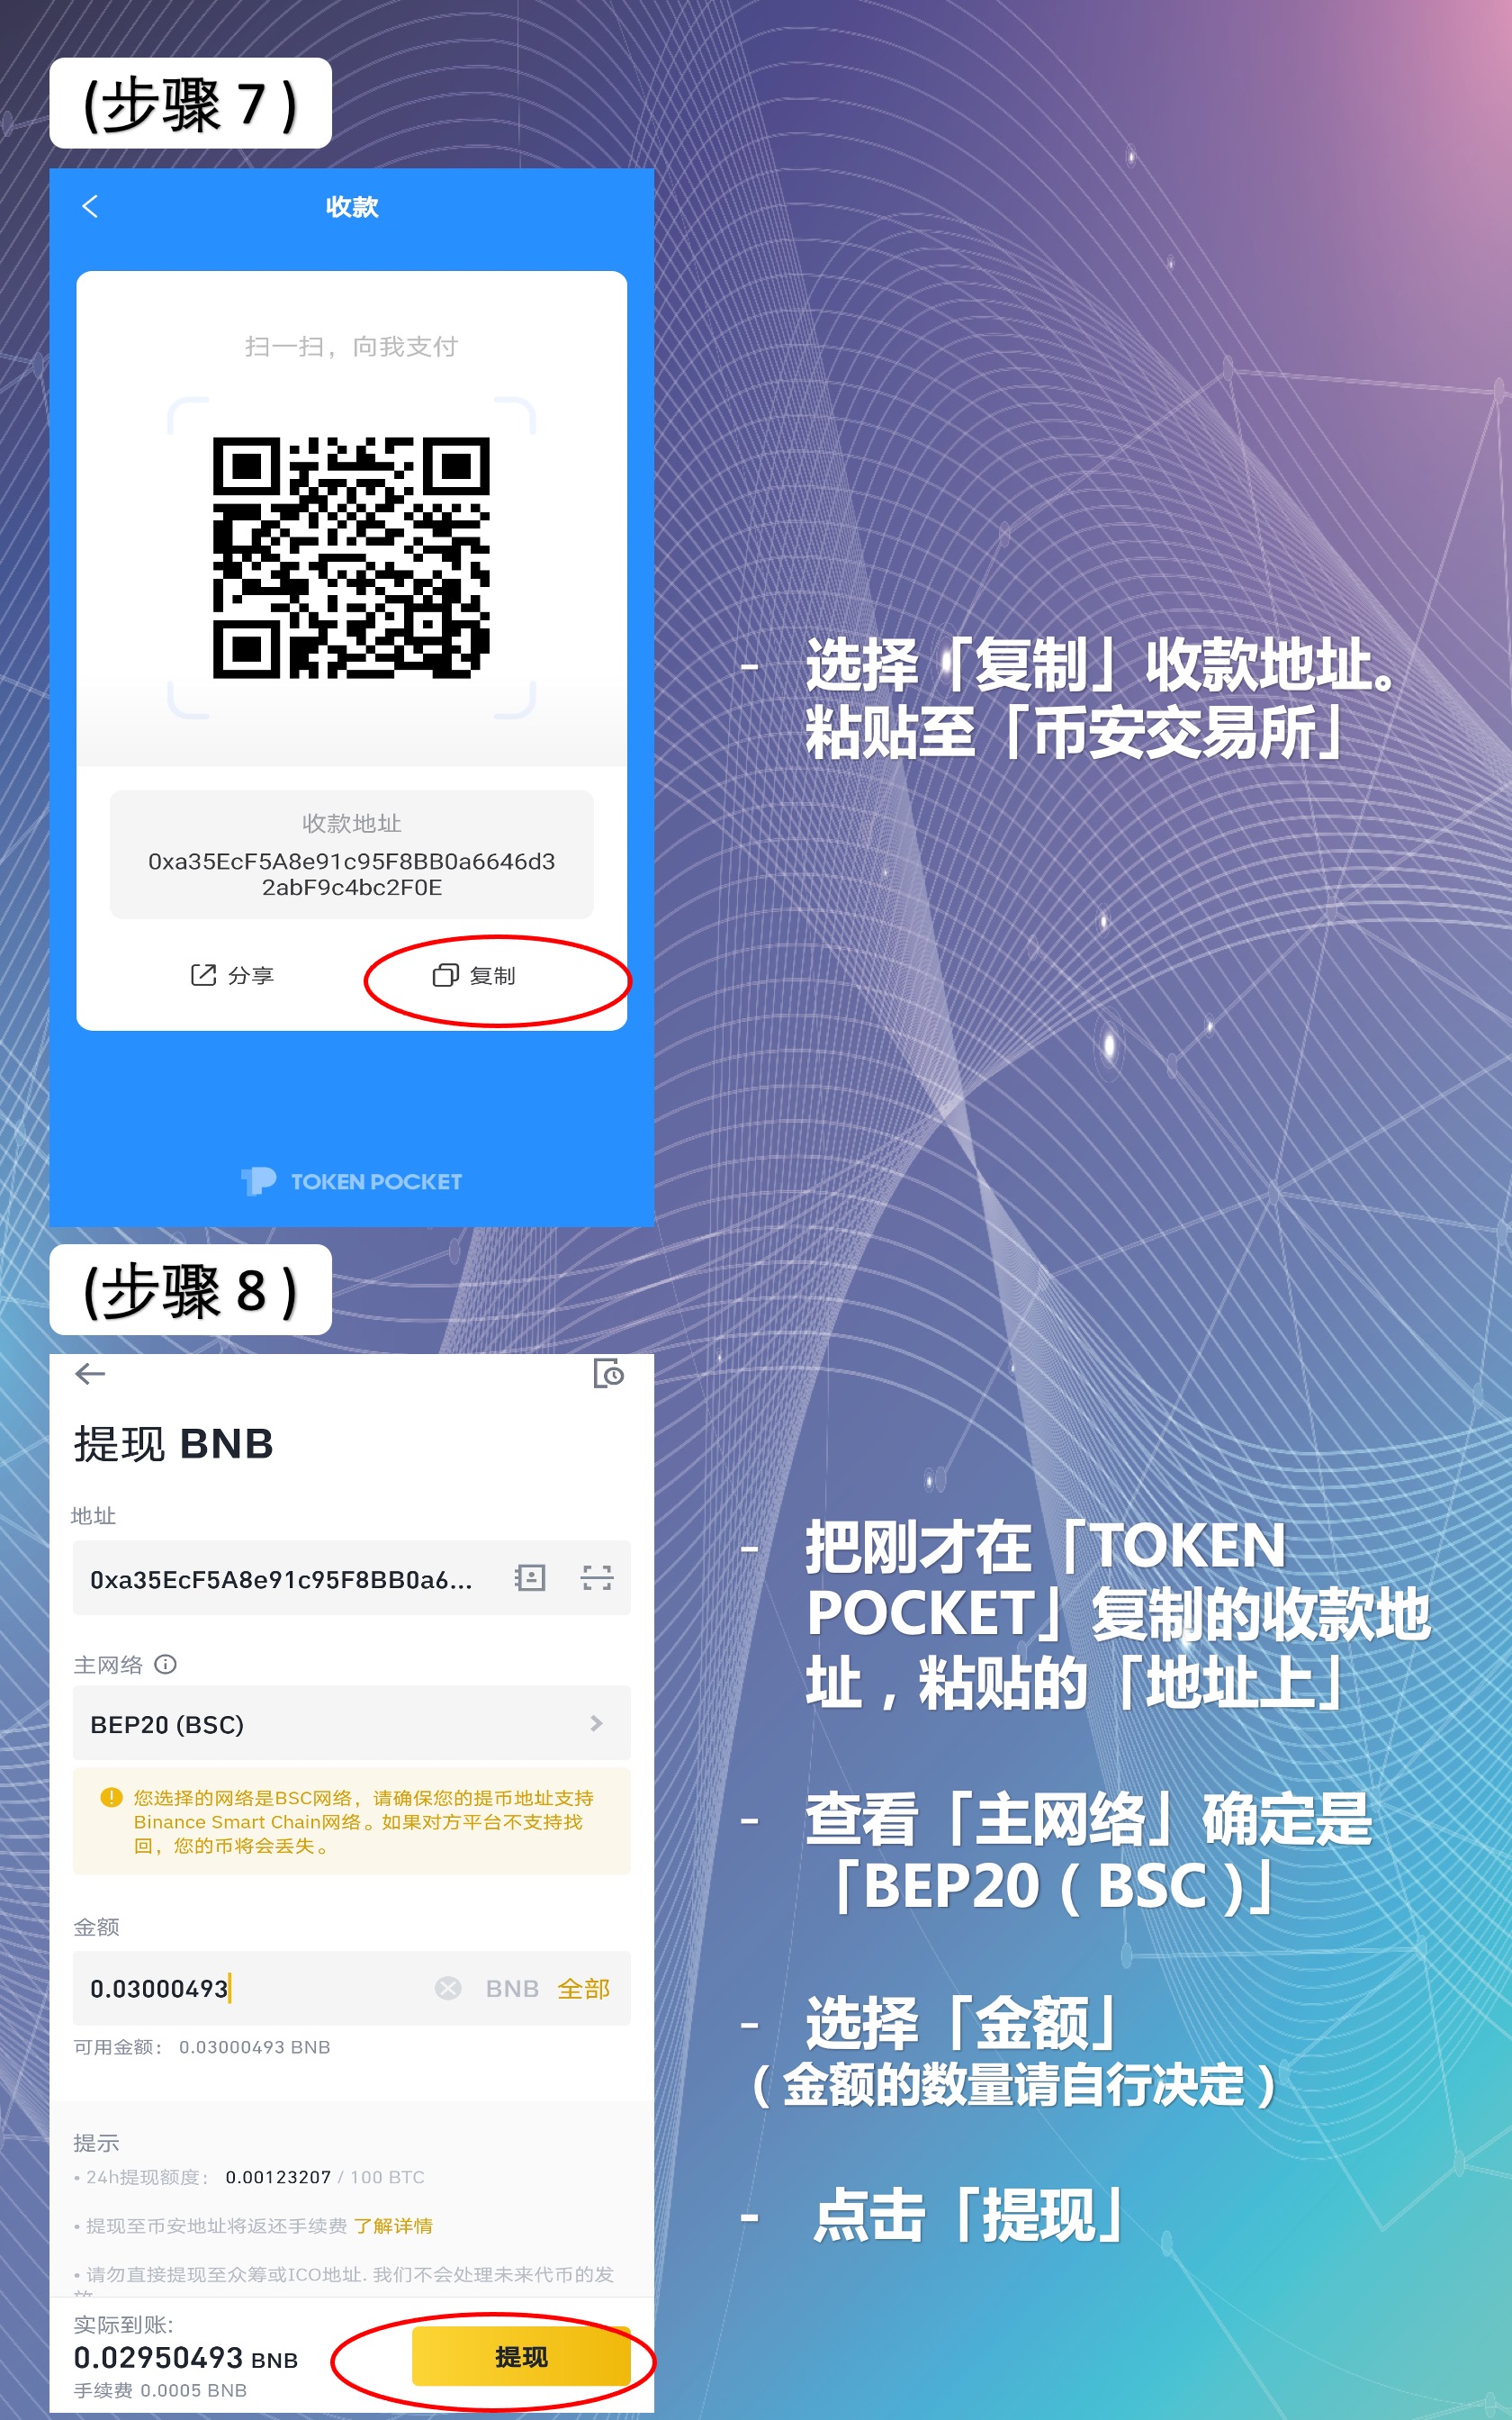 (步骤 7 )
收款
扫一扫，向我支付
收款地址
0xa35EcF5A8e91c95F8BB0a6646d3
2abF9c4bc2F0E
分享
复制
TOKEN POCKET
- 选择「复制」收款地址。
粘贴至「币安交易所」
(步骤 8 )
提现 BNB
地址
0xa35EcF5A8e91c95F8BB0a6...
主网络
BEP20 (BSC)
您选择的网络是BSC网络，请确保您的提币地址支持
Binance Smart Chain网络。如果对方平台不支持找
回，您的币将会丢失。
金额
0.03000493
BNB 全部
可用金额： 0.03000493 BNB
提示
• 24h提现额度： 0.00123207 / 100 BTC
• 提现至币安地址将返还手续费 了解详情
• 请勿直接提现至众筹或ICO地址. 我们不会处理未来代币的发
实际到账:
0.02950493 BNB
手续费 0.0005 BNB
提现
- 把刚才在「TOKEN
POCKET」复制的收款地
址，粘贴的「地址上」
- 查看「主网络」确定是
「BEP20（BSC）」
- 选择「金额」
（金额的数量请自行决定）
- 点击「提现」